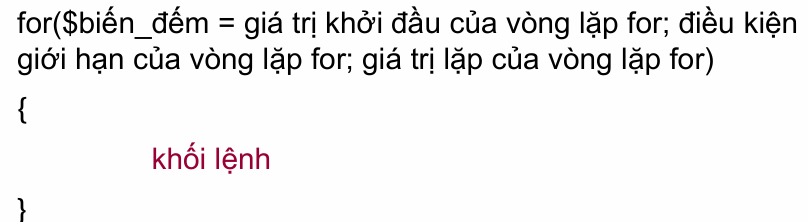 for($biến_đếm = giá trị khởi đầu của vòng lặp for; điều kiện
giới hạn của vòng lặp for; giá trị lặp của vòng lặp for)
{
khối lệnh
}